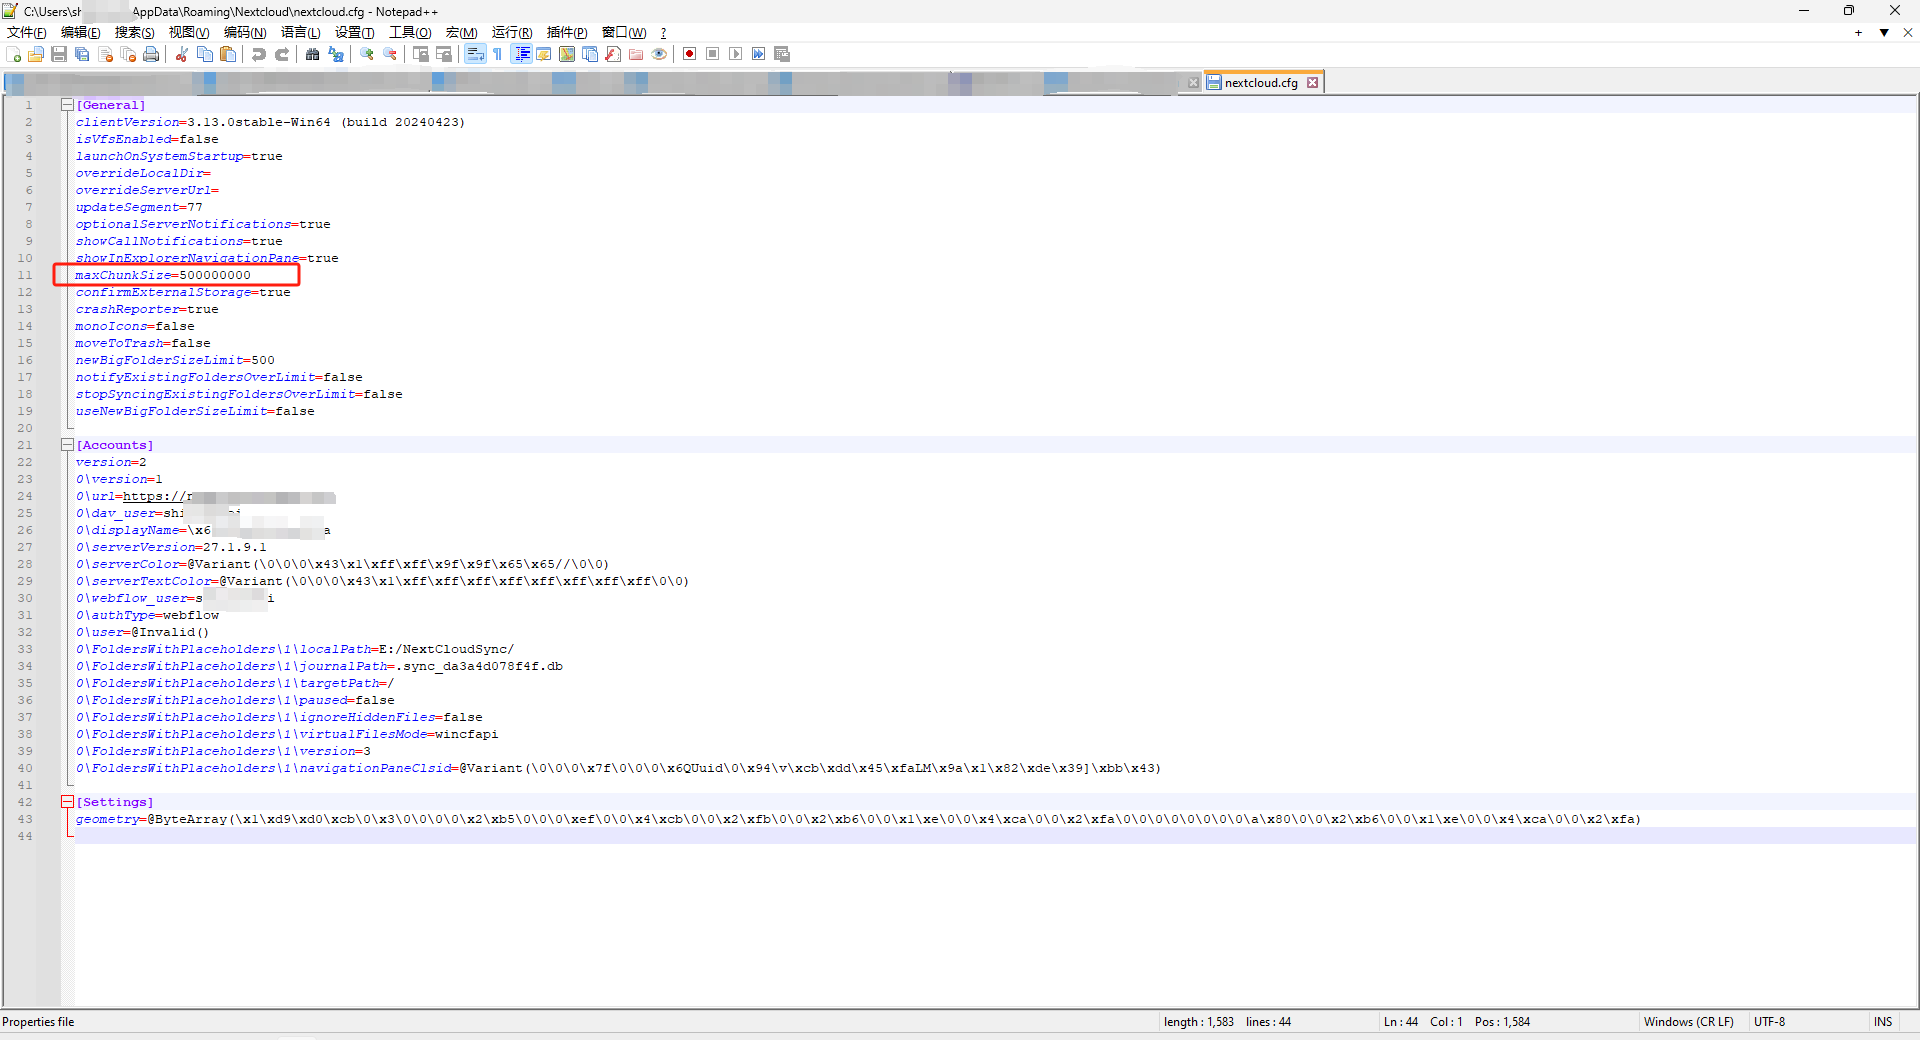 C:\Users\sh AppData\Roaming\Nextcloud\nextcloud.cfg - Notepad++
文件(F) 编辑(E) 搜索(S) 视图(V) 编码(N) 语言(L) 设置(T) 工具(O) 宏(M) 运行(R) 插件(P) 窗口(W) ?
nextcloud.cfg
1 [General]
2 clientVersion=3.13.0stable-Win64 (build 20240423)
3 isVfsEnabled=false
4 launchOnSystemStartup=true
5 overrideLocalDir=
6 overrideServerUrl=
7 updateSegment=77
8 optionalServerNotifications=true
9 showCallNotifications=true
10 showInExplorerNavigationPane=true
11 maxChunkSize=500000000
12 confirmExternalStorage=true
13 crashReporter=true
14 monoIcons=false
15 moveToTrash=false
16 newBigFolderSizeLimit=500
17 notifyExistingFoldersOverLimit=false
18 stopSyncingExistingFoldersOverLimit=false
19 useNewBigFolderSizeLimit=false
20
21 [Accounts]
22 version=2
23 0\version=1
24 0\url=https://
25 0\dav_user=shi
26 0\displayName=\x6 a
27 0\serverVersion=27.1.9.1
28 0\serverColor=@Variant(\0\0\0\x43\x1\xff\xff\x9f\x9f\x65\x65//\0\0)
29 0\serverTextColor=@Variant(\0\0\0\x43\x1\xff\xff\xff\xff\xff\xff\xff\xff\0\0)
30 0\webflow_user=s i
31 0\authType=webflow
32 0\user=@Invalid()
33 0\FoldersWithPlaceholders\1\localPath=E:/NextCloudSync/
34 0\FoldersWithPlaceholders\1\journalPath=.sync_da3a4d078f4f.db
35 0\FoldersWithPlaceholders\1\targetPath=/
36 0\FoldersWithPlaceholders\1\paused=false
37 0\FoldersWithPlaceholders\1\ignoreHiddenFiles=false
38 0\FoldersWithPlaceholders\1\virtualFilesMode=wincfapi
39 0\FoldersWithPlaceholders\1\version=3
40 0\FoldersWithPlaceholders\1\navigationPaneClsid=@Variant(\0\0\0\x7f\0\0\0\x6QUuid\0\x94\v\xcb\xdd\x45\xfaLM\x9a\x1\x82\xde\x39]\xbb\x43)
41
42 [Settings]
43 geometry=@ByteArray(\x1\xd9\xd0\xcb\0\x3\0\0\0\0\x2\xb5\0\0\0\xef\0\0\x4\xcb\0\0\x2\xfb\0\0\x2\xb6\0\0\x1\xe\0\0\x4\xca\0\0\x2\xfa\0\0\0\0\0\0\0\0\a\x80\0\0\x2\xb6\0\0\x1\xe\0\0\x4\xca\0\0\x2\xfa)
44
Properties file length : 1,583 lines : 44 Ln : 44 Col : 1 Pos : 1,584 Windows (CR LF) UTF-8 INS